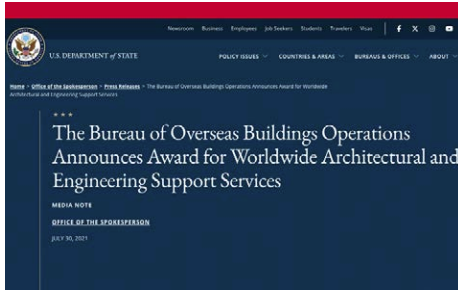 Newsroom Business Employees Job Seekers Students Travelers Visas
U.S. DEPARTMENT of STATE
POLICY ISSUES COUNTRIES & AREAS BUREAUS & OFFICES ABOUT
Home > Office of the Spokesperson > Press Releases > The Bureau of Overseas Buildings Operations Announces Award for Worldwide
Architectural and Engineering Support Services
The Bureau of Overseas Buildings Operations
Announces Award for Worldwide Architectural and
Engineering Support Services
MEDIA NOTE
OFFICE OF THE SPOKESPERSON
JULY 30, 2021